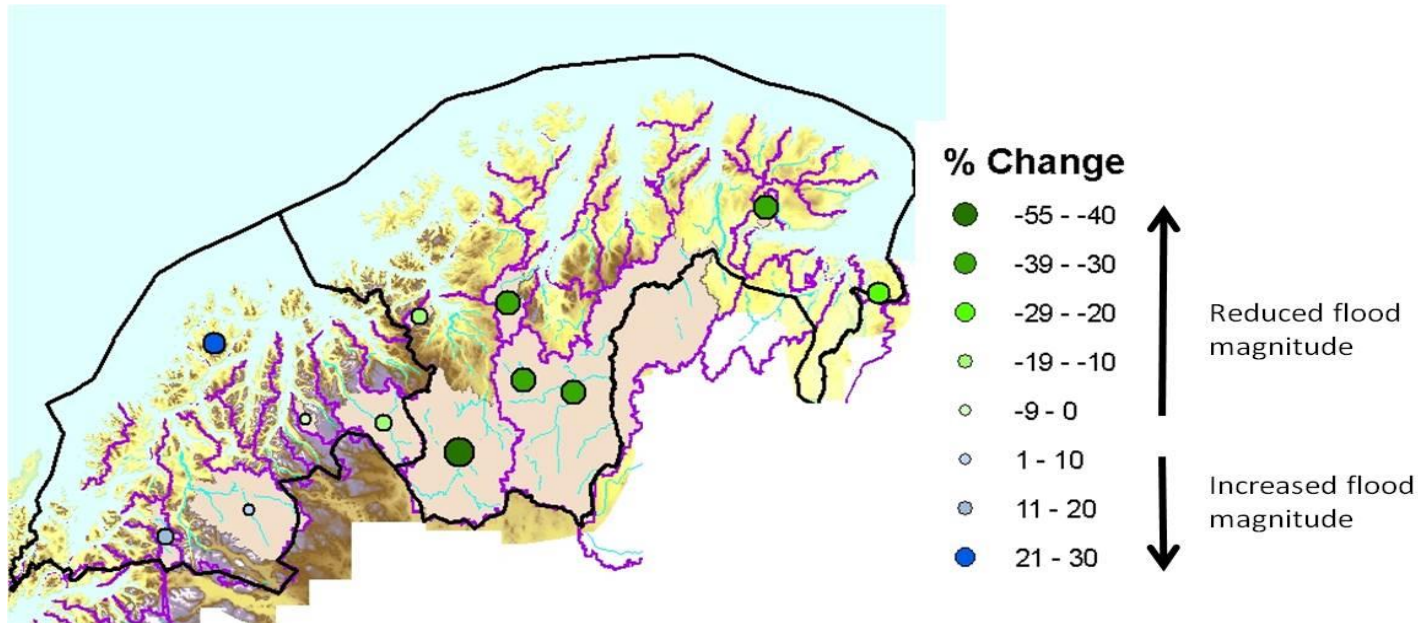 % Change
-55 - -40
-39 - -30
-29 - -20
-19 - -10
-9 - 0
1 - 10
11 - 20
21 - 30
Reduced flood
magnitude
Increased flood
magnitude